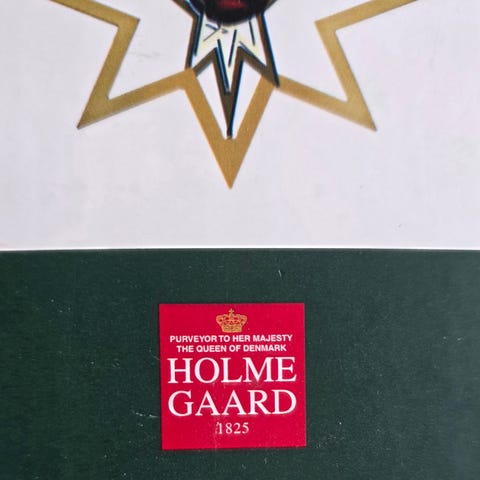 PURVEYOR TO HER MAJESTY
THE QUEEN OF DENMARK
HOLME
GAARD
1825